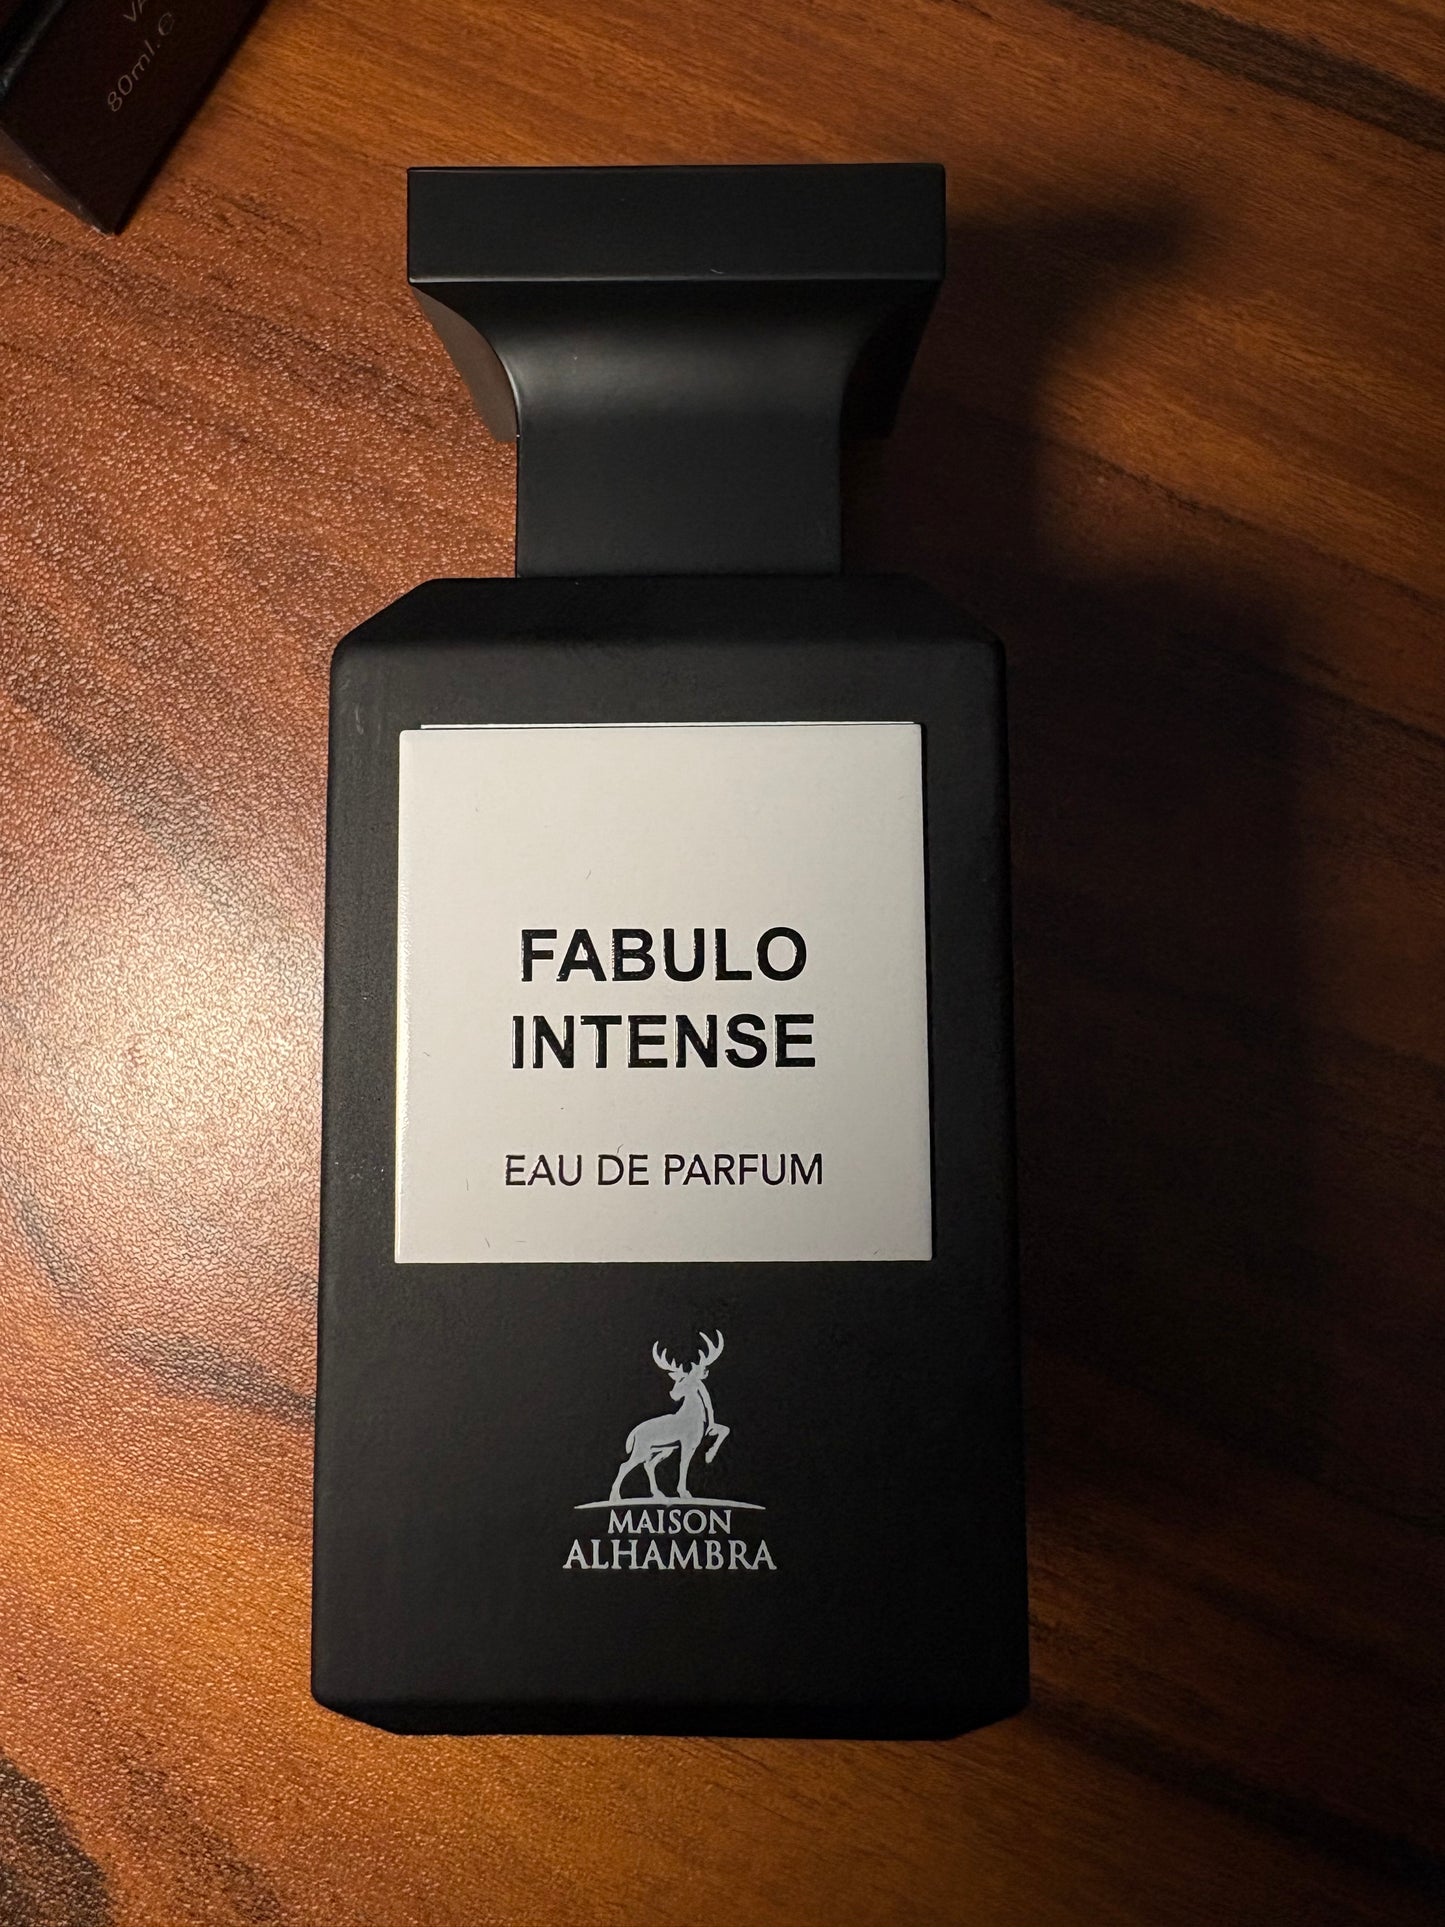 80ml.
FABULO
INTENSE
EAU DE PARFUM
MAISON
ALHAMBRA